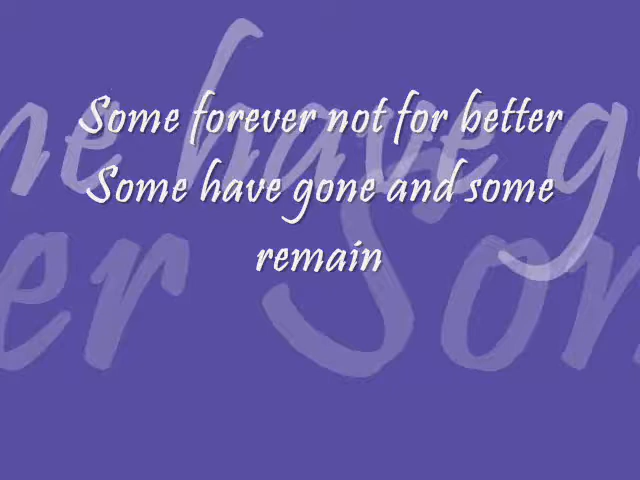 Some forever not for better
Some have gone and some
remain